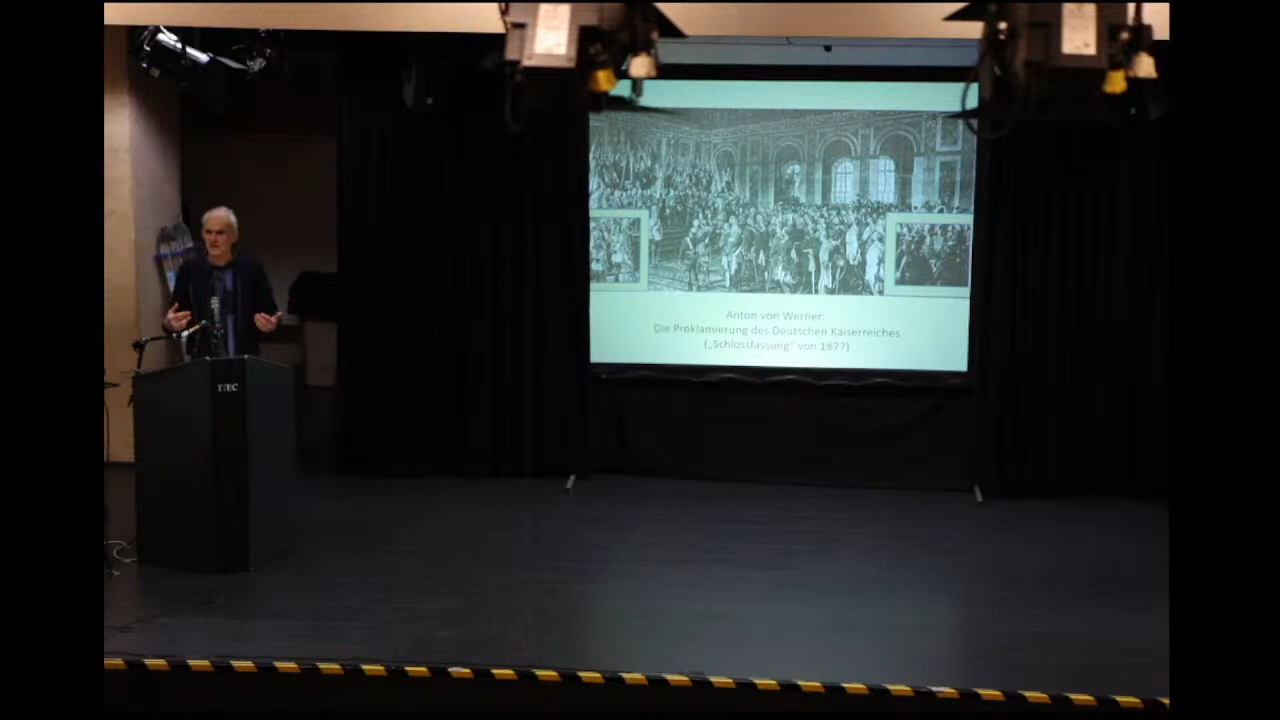 Anton von Werner:
Die Proklamierung des Deutschen Kaiserreiches
(„Schlossfassung" von 1877)